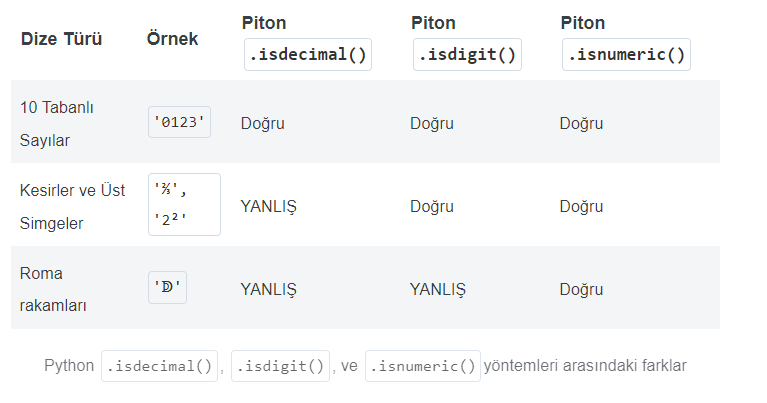 Dize Türü Örnek Piton .isdecimal() Piton .isdigit() Piton .isnumeric()
10 Tabanlı Sayılar '0123' Doğru Doğru Doğru
Kesirler ve Üst Simgeler '⅔', '2²' YANLIŞ Doğru Doğru
Roma rakamları 'ↁ' YANLIŞ YANLIŞ Doğru
Python .isdecimal() , .isdigit() , ve .isnumeric() yöntemleri arasındaki farklar